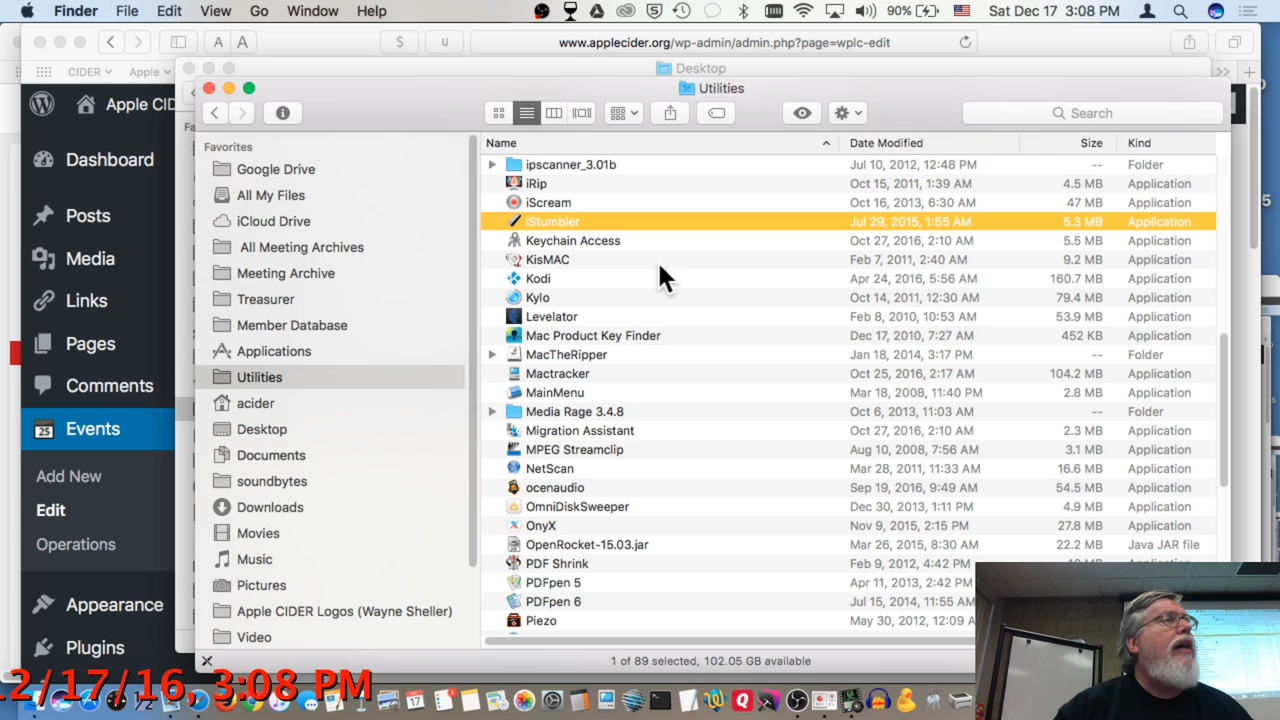 Finder File Edit View Go Window Help 90% Sat Dec 17 3:08 PM
A A $ u www.applecider.org/wp-admin/admin.php?page=wplc-edit
CIDER Apple Desktop
Utilities
Apple CID
Dashboard
Posts
Media
Links
Pages
Comments
Events
Add New
Edit
Operations
Appearance
Plugins
Search
Favorites
Google Drive
All My Files
iCloud Drive
All Meeting Archives
Meeting Archive
Treasurer
Member Database
Applications
Utilities
acider
Desktop
Documents
soundbytes
Downloads
Movies
Music
Pictures
Apple CIDER Logos (Wayne Sheller)
Video
Name Date Modified Size Kind
ipscanner_3.01b Jul 10, 2012, 12:48 PM -- Folder
iRip Oct 15, 2011, 1:39 AM 4.5 MB Application
iScream Oct 16, 2013, 6:30 AM 47 MB Application
iStumbler Jul 29, 2015, 1:55 AM 5.3 MB Application
Keychain Access Oct 27, 2016, 2:10 AM 5.5 MB Application
KisMAC Feb 7, 2011, 2:40 AM 9.2 MB Application
Kodi Apr 24, 2016, 5:56 AM 160.7 MB Application
Kylo Oct 14, 2011, 12:30 AM 79.4 MB Application
Levelator Feb 8, 2010, 10:53 AM 53.9 MB Application
Mac Product Key Finder Dec 17, 2010, 7:27 AM 452 KB Application
MacTheRipper Jan 18, 2014, 3:17 PM -- Application
Mactracker Oct 25, 2016, 2:17 AM 104.2 MB Application
MainMenu Mar 18, 2008, 11:40 PM 2.8 MB Application
Media Rage 3.4.8 Oct 6, 2013, 11:03 AM -- Folder
Migration Assistant Oct 27, 2016, 2:10 AM 2.3 MB Application
MPEG Streamclip Aug 10, 2008, 7:56 AM 3.1 MB Application
NetScan Mar 28, 2011, 11:33 AM 16.6 MB Application
ocenaudio Sep 19, 2016, 9:49 AM 54.5 MB Application
OmniDiskSweeper Dec 30, 2013, 1:11 PM 4.9 MB Application
OnyX Nov 9, 2015, 2:15 PM 27.8 MB Application
OpenRocket-15.03.jar Mar 26, 2015, 8:30 AM 22.2 MB Java JAR file
PDF Shrink Feb 9, 2012, 4:42 PM
PDFpen 5 Apr 11, 2013, 2:42 PM
PDFpen 6 Jul 15, 2014, 11:55 AM
Piezo May 30, 2012, 12:09 A
1 of 89 selected, 102.05 GB available
12/17/16, 3:08 PM